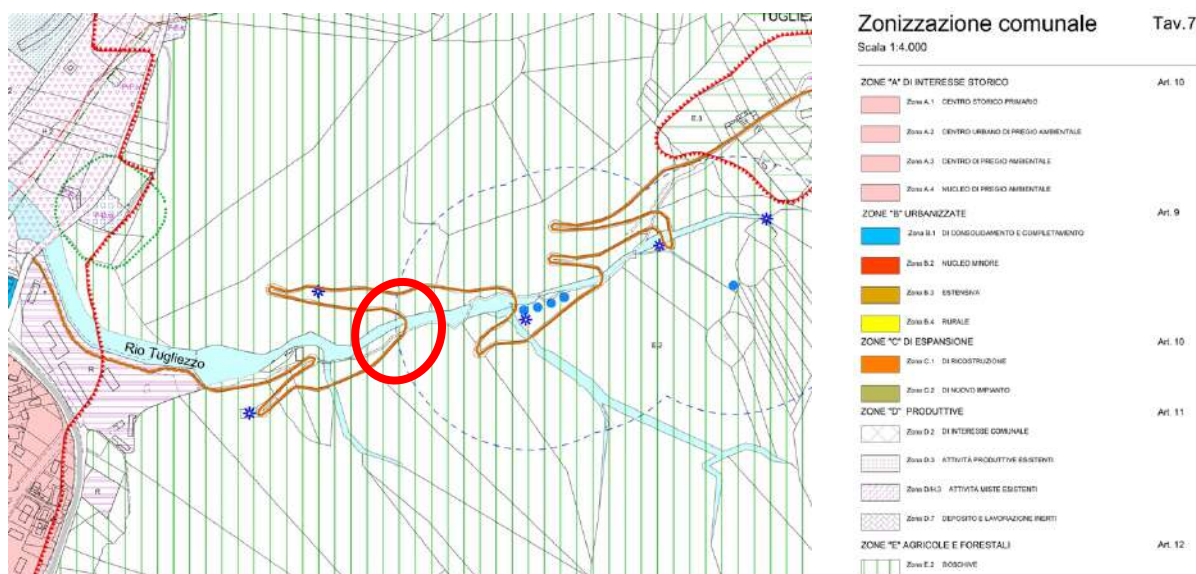 TUGLIEZZO
E.3
Rio Tugliezzo
E.2
R
R
Zonizzazione comunale Tav.7
Scala 1:4.000
ZONE "A" DI INTERESSE STORICO Art. 10
Zona A.1 CENTRO STORICO PRIMARIO
Zona A.2 CENTRO URBANO DI PREGIO AMBIENTALE
Zona A.3 CENTRO DI PREGIO AMBIENTALE
Zona A.4 NUCLEO DI PREGIO AMBIENTALE
ZONE "B" URBANIZZATE Art. 9
Zona B.1 DI CONSOLIDAMENTO E COMPLETAMENTO
Zona B.2 NUCLEO MINORE
Zona B.3 ESTENSIVA
Zona B.4 RURALE
ZONE "C" DI ESPANSIONE Art. 10
Zona C.1 DI RICOSTRUZIONE
Zona C.2 DI NUOVO IMPIANTO
ZONE "D" PRODUTTIVE Art. 11
Zona D.2 DI INTERESSE COMUNALE
Zona D.3 ATTIVITÀ PRODUTTIVE ESISTENTI
Zona D/H.3 ATTIVITÀ MISTE ESISTENTI
Zona D.7 DEPOSITO E LAVORAZIONE INERTI
ZONE "E" AGRICOLE E FORESTALI Art. 12
Zona E.2 BOSCHIVE